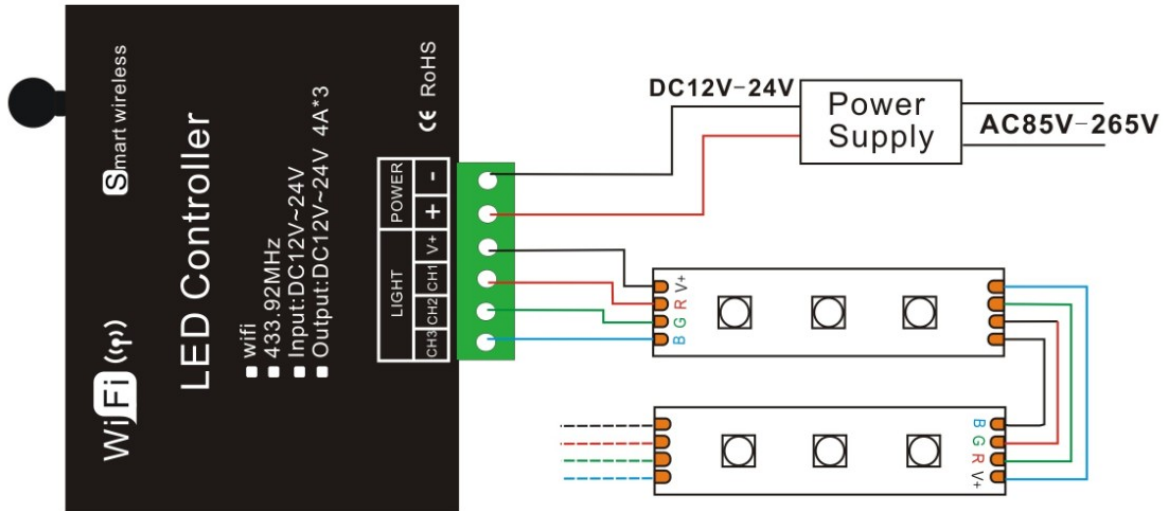 WiFi
LED Controller
wifi
433.92MHz
Input:DC12V~24V
Output:DC12V~24V 4A*3
Smart wireless
CE RoHS
POWER
-
+
LIGHT
V+
CH1
CH2
CH3
DC12V-24V
Power
Supply
AC85V-265V
V+
R
G
B
B
G
R
V+